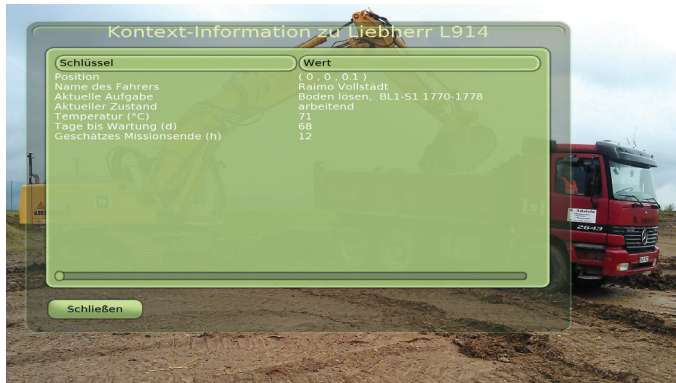 Kontext-Information zu Liebherr L914
Schlüssel Wert
Position ( 0 , 0 , 0.1 )
Name des Fahrers Raimo Vollstädt
Aktuelle Aufgabe Boden lösen, BL1-S1 1770-1778
Aktueller Zustand arbeitend
Temperatur (°C) 71
Tage bis Wartung (d) 68
Geschätzes Missionsende (h) 12
2643
Schließen